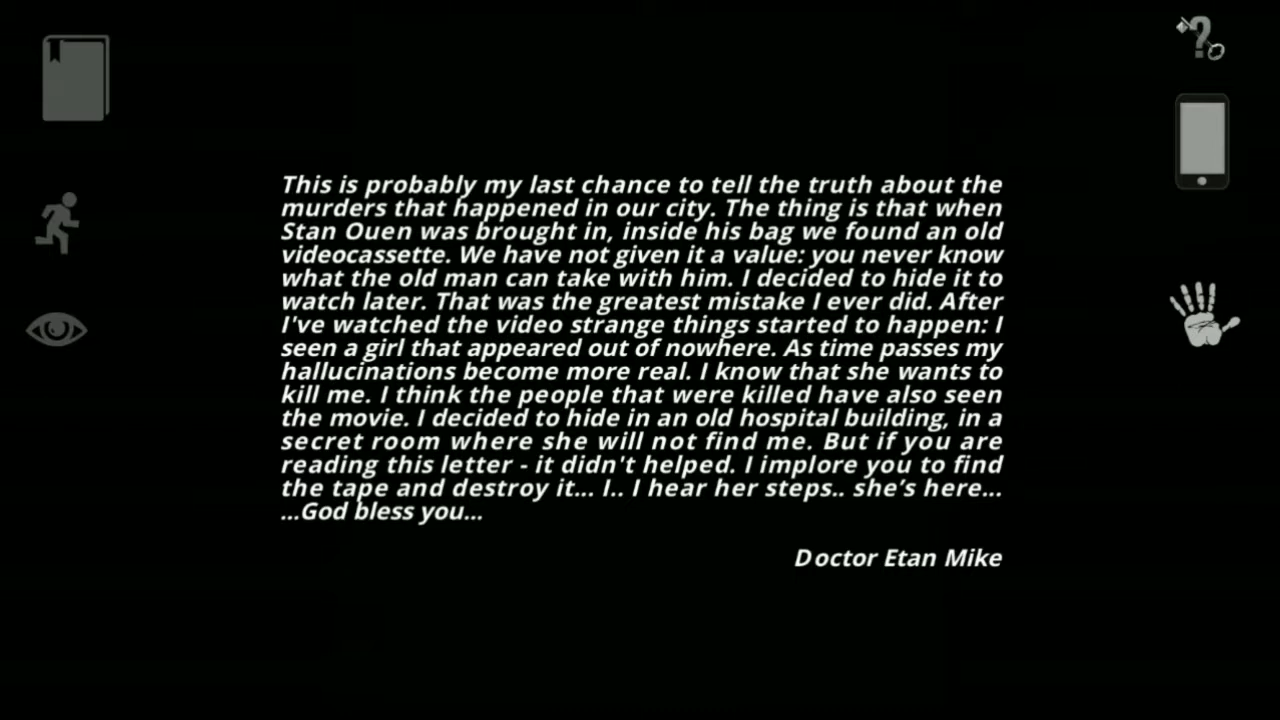 This is probably my last chance to tell the truth about the
murders that happened in our city. The thing is that when
Stan Ouen was brought in, inside his bag we found an old
videocassette. We have not given it a value: you never know
what the old man can take with him. I decided to hide it to
watch later. That was the greatest mistake I ever did. After
I've watched the video strange things started to happen: I
seen a girl that appeared out of nowhere. As time passes my
hallucinations become more real. I know that she wants to
kill me. I think the people that were killed have also seen
the movie. I decided to hide in an old hospital building, in a
secret room where she will not find me. But if you are
reading this letter - it didn't helped. I implore you to find
the tape and destroy it... I.. I hear her steps.. she’s here...
...God bless you...
Doctor Etan Mike